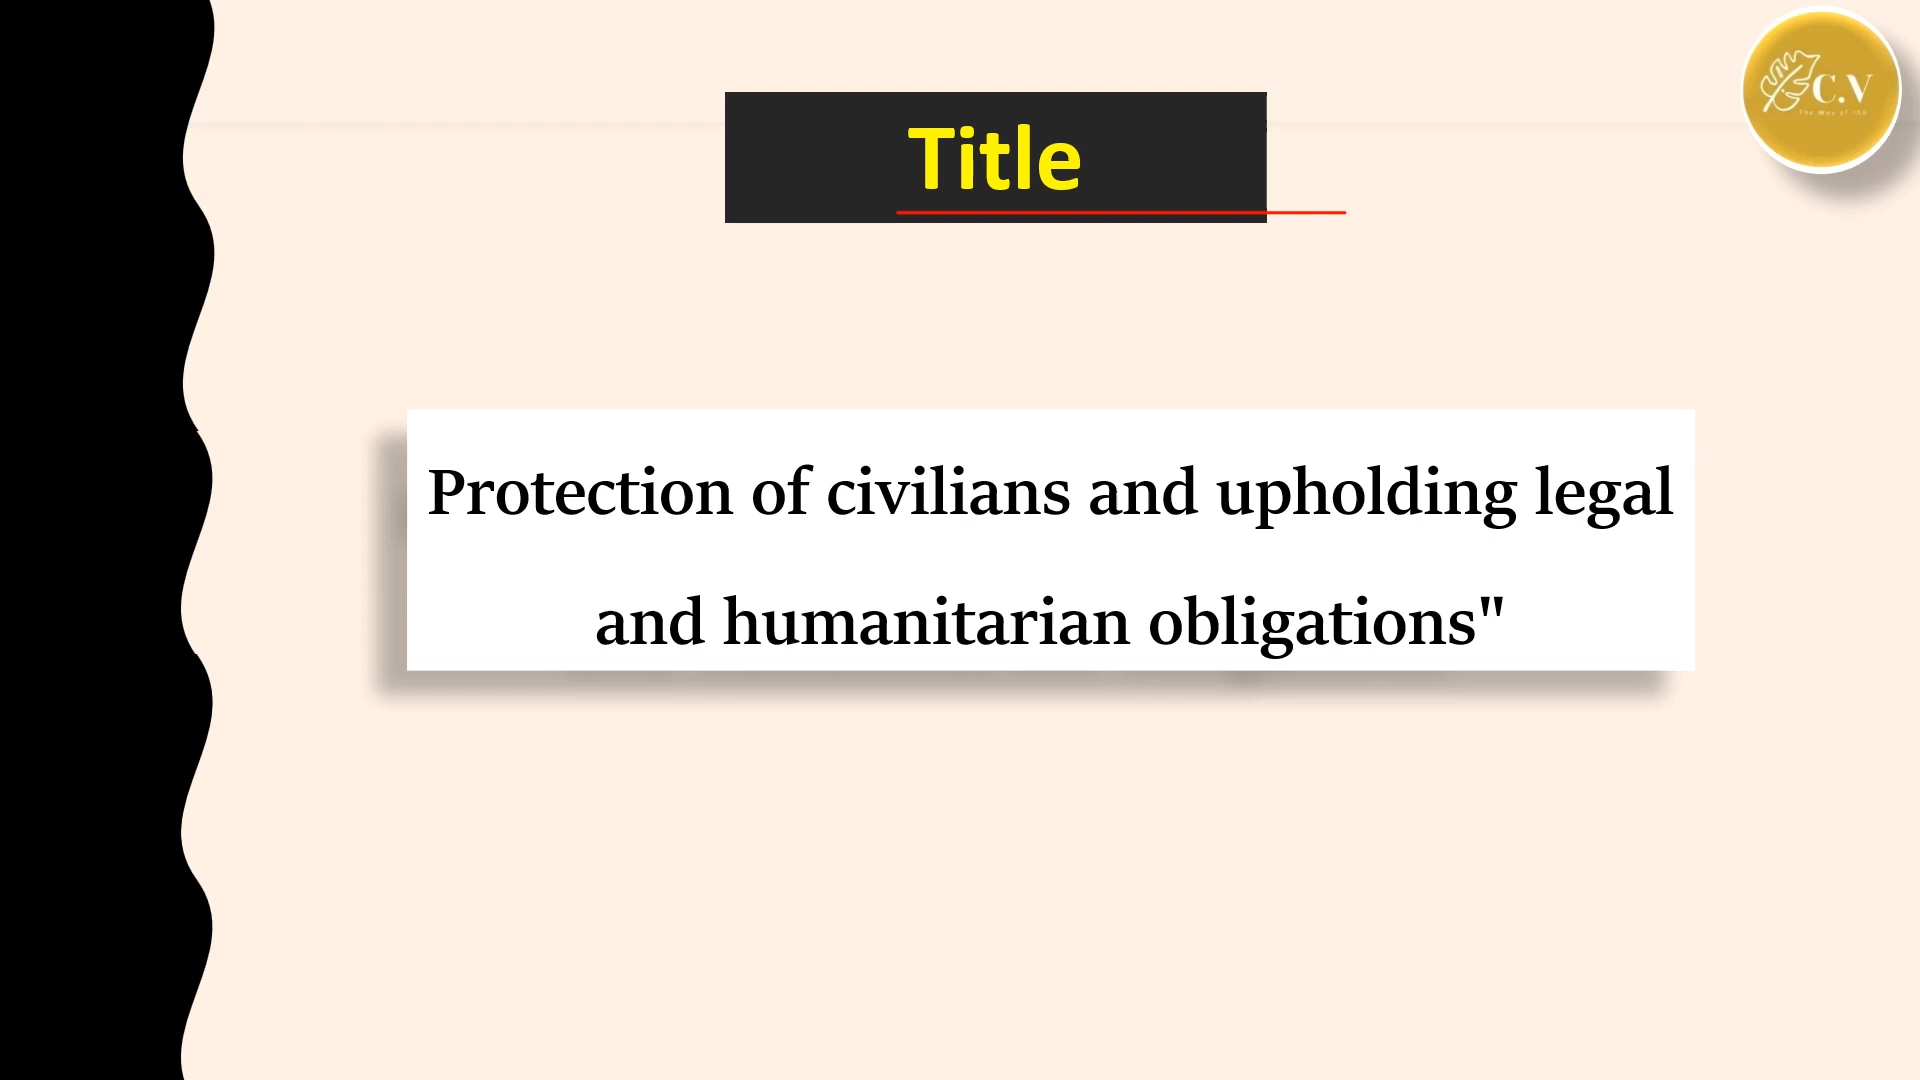 C.V
Title
Protection of civilians and upholding legal
and humanitarian obligations"